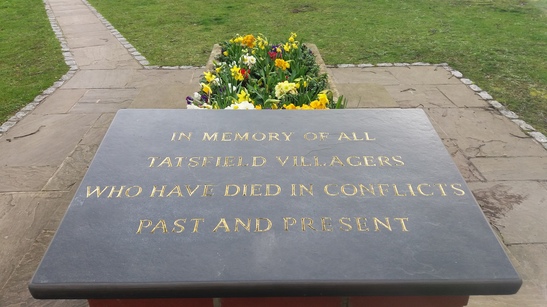 IN MEMORY OF ALL
TATSFIELD VILLAGERS
WHO HAVE DIED IN CONFLICTS
PAST AND PRESENT